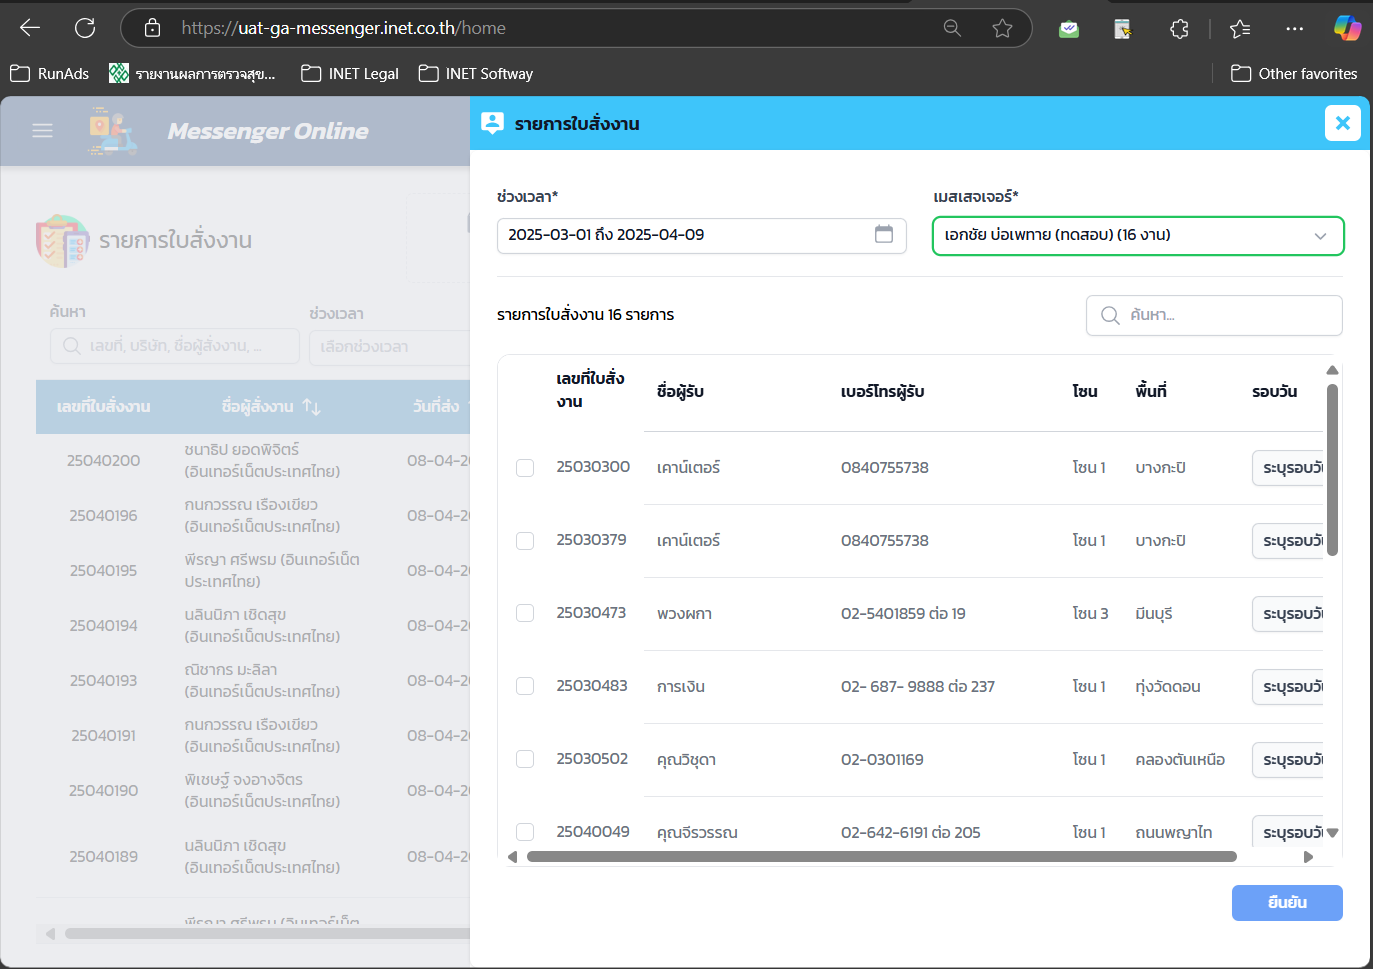 https://uat-ga-messenger.inet.co.th/home
RunAds
รายงานผลการตรวจสุข...
INET Legal
INET Softway
Other favorites
Messenger Online
รายการใบสั่งงาน
ค้นหา
ช่วงเวลา
เลขที่, บริษัท, ชื่อผู้สั่งงาน, ...
เลือกช่วงเวลา
เลขที่ใบสั่งงาน ชื่อผู้สั่งงาน วันที่ส่ง
25040200 ชนาธิป ยอดพิจิตร์ 08-04-20
(อินเทอร์เน็ตประเทศไทย)
25040196 กนกวรรณ เรืองเขียว 08-04-20
(อินเทอร์เน็ตประเทศไทย)
25040195 พีรญา ศรีพรม (อินเทอร์เน็ต 08-04-20
ประเทศไทย)
25040194 นลินนิภา เชิดสุข 08-04-20
(อินเทอร์เน็ตประเทศไทย)
25040193 ณิชากร มะลิลา 08-04-20
(อินเทอร์เน็ตประเทศไทย)
25040191 กนกวรรณ เรืองเขียว 08-04-20
(อินเทอร์เน็ตประเทศไทย)
25040190 พิเชษฐ์ จงอางจิตร 08-04-20
(อินเทอร์เน็ตประเทศไทย)
25040189 นลินนิภา เชิดสุข 08-04-20
(อินเทอร์เน็ตประเทศไทย)
พีรญา ศรีพรม (อินเทอร์เน็ต
รายการใบสั่งงาน
ช่วงเวลา*
เมสเสจเจอร์*
2025-03-01 ถึง 2025-04-09
เอกชัย บ่อเพทาย (ทดสอบ) (16 งาน)
รายการใบสั่งงาน 16 รายการ
ค้นหา...
เลขที่ใบสั่ง
งาน
ชื่อผู้รับ เบอร์โทรผู้รับ โซน พื้นที่ รอบวัน
25030300 เคาน์เตอร์ 0840755738 โซน 1 บางกะปิ ระบุรอบวั
25030379 เคาน์เตอร์ 0840755738 โซน 1 บางกะปิ ระบุรอบวั
25030473 พวงผกา 02-5401859 ต่อ 19 โซน 3 มีนบุรี ระบุรอบวั
25030483 การเงิน 02- 687- 9888 ต่อ 237 โซน 1 ทุ่งวัดดอน ระบุรอบวั
25030502 คุณวิชุดา 02-0301169 โซน 1 คลองตันเหนือ ระบุรอบวั
25040049 คุณจีรวรรณ 02-642-6191 ต่อ 205 โซน 1 ถนนพญาไท ระบุรอบวั
ยืนยัน